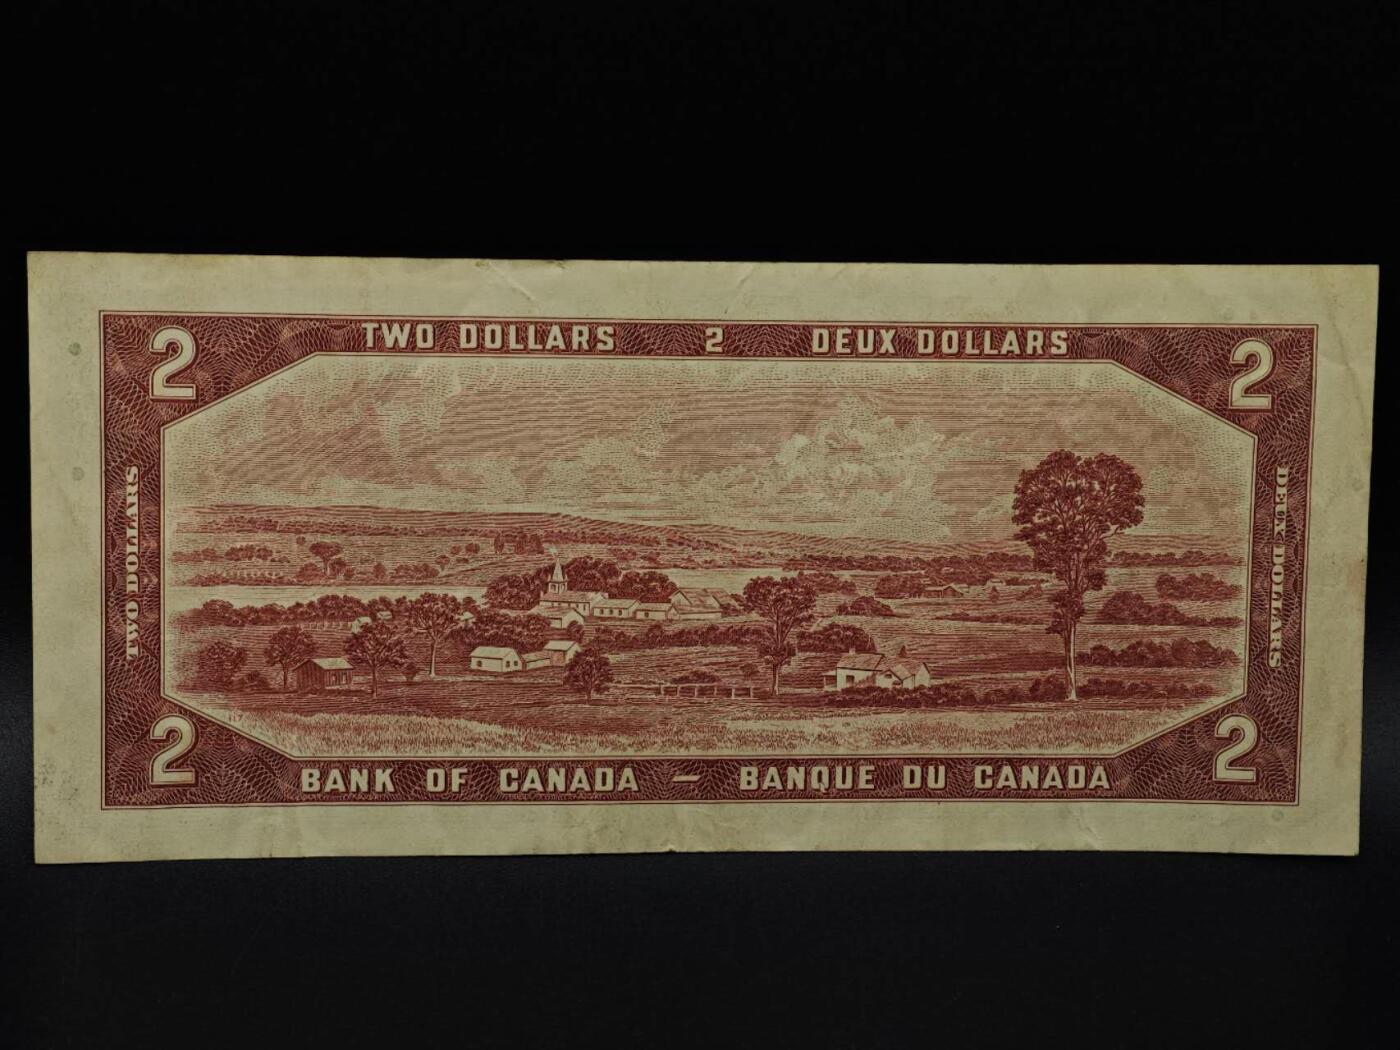 2 TWO DOLLARS 2 DEUX DOLLARS 2
TWO DOLLARS
DEUX DOLLARS
117
2 BANK OF CANADA – BANQUE DU CANADA 2